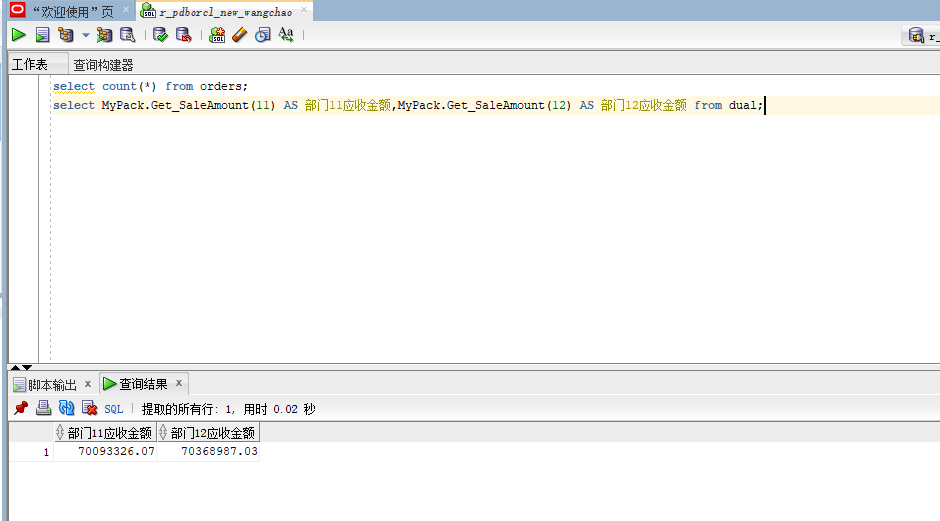 “欢迎使用”页 r_pdborcl_new_wangchao
r_
工作表 查询构建器
select count(*) from orders;
select MyPack.Get_SaleAmount(11) AS 部门11应收金额,MyPack.Get_SaleAmount(12) AS 部门12应收金额 from dual;
脚本输出 x 查询结果 x
SQL 提取的所有行: 1, 用时 0.02 秒
部门11应收金额 部门12应收金额
1 70093326.07 70368987.03